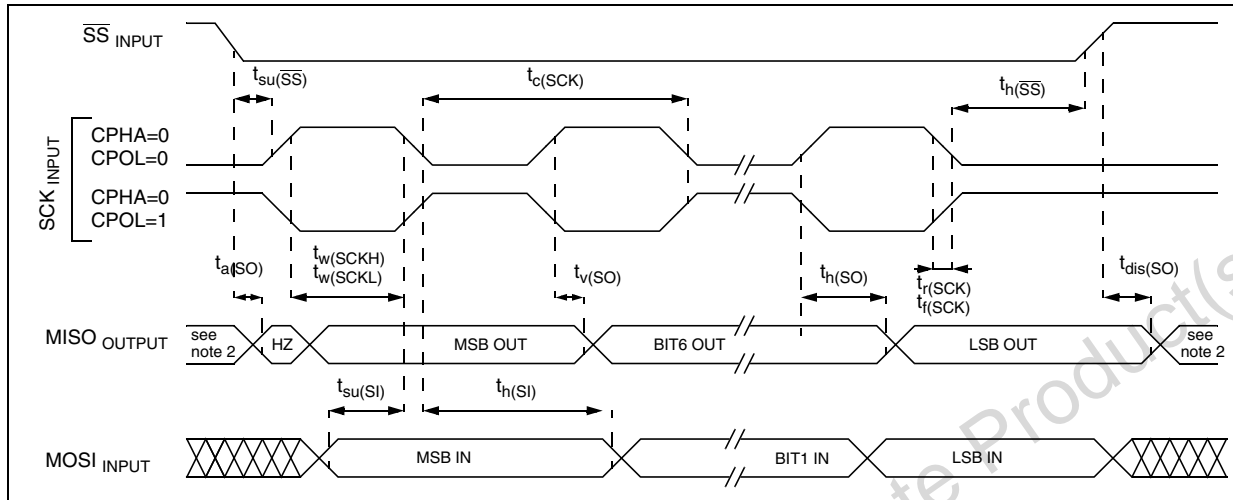 SS INPUT
tsu(SS)
tc(SCK)
th(SS)
SCK INPUT
CPHA=0
CPOL=0
CPHA=0
CPOL=1
ta(SO)
tw(SCKH)
tw(SCKL)
tv(SO)
th(SO)
tr(SCK)
tf(SCK)
tdis(SO)
MISO OUTPUT
see note 2
HZ
MSB OUT
BIT6 OUT
LSB OUT
see note 2
tsu(SI)
th(SI)
MOSI INPUT
MSB IN
BIT1 IN
LSB IN
Product(s